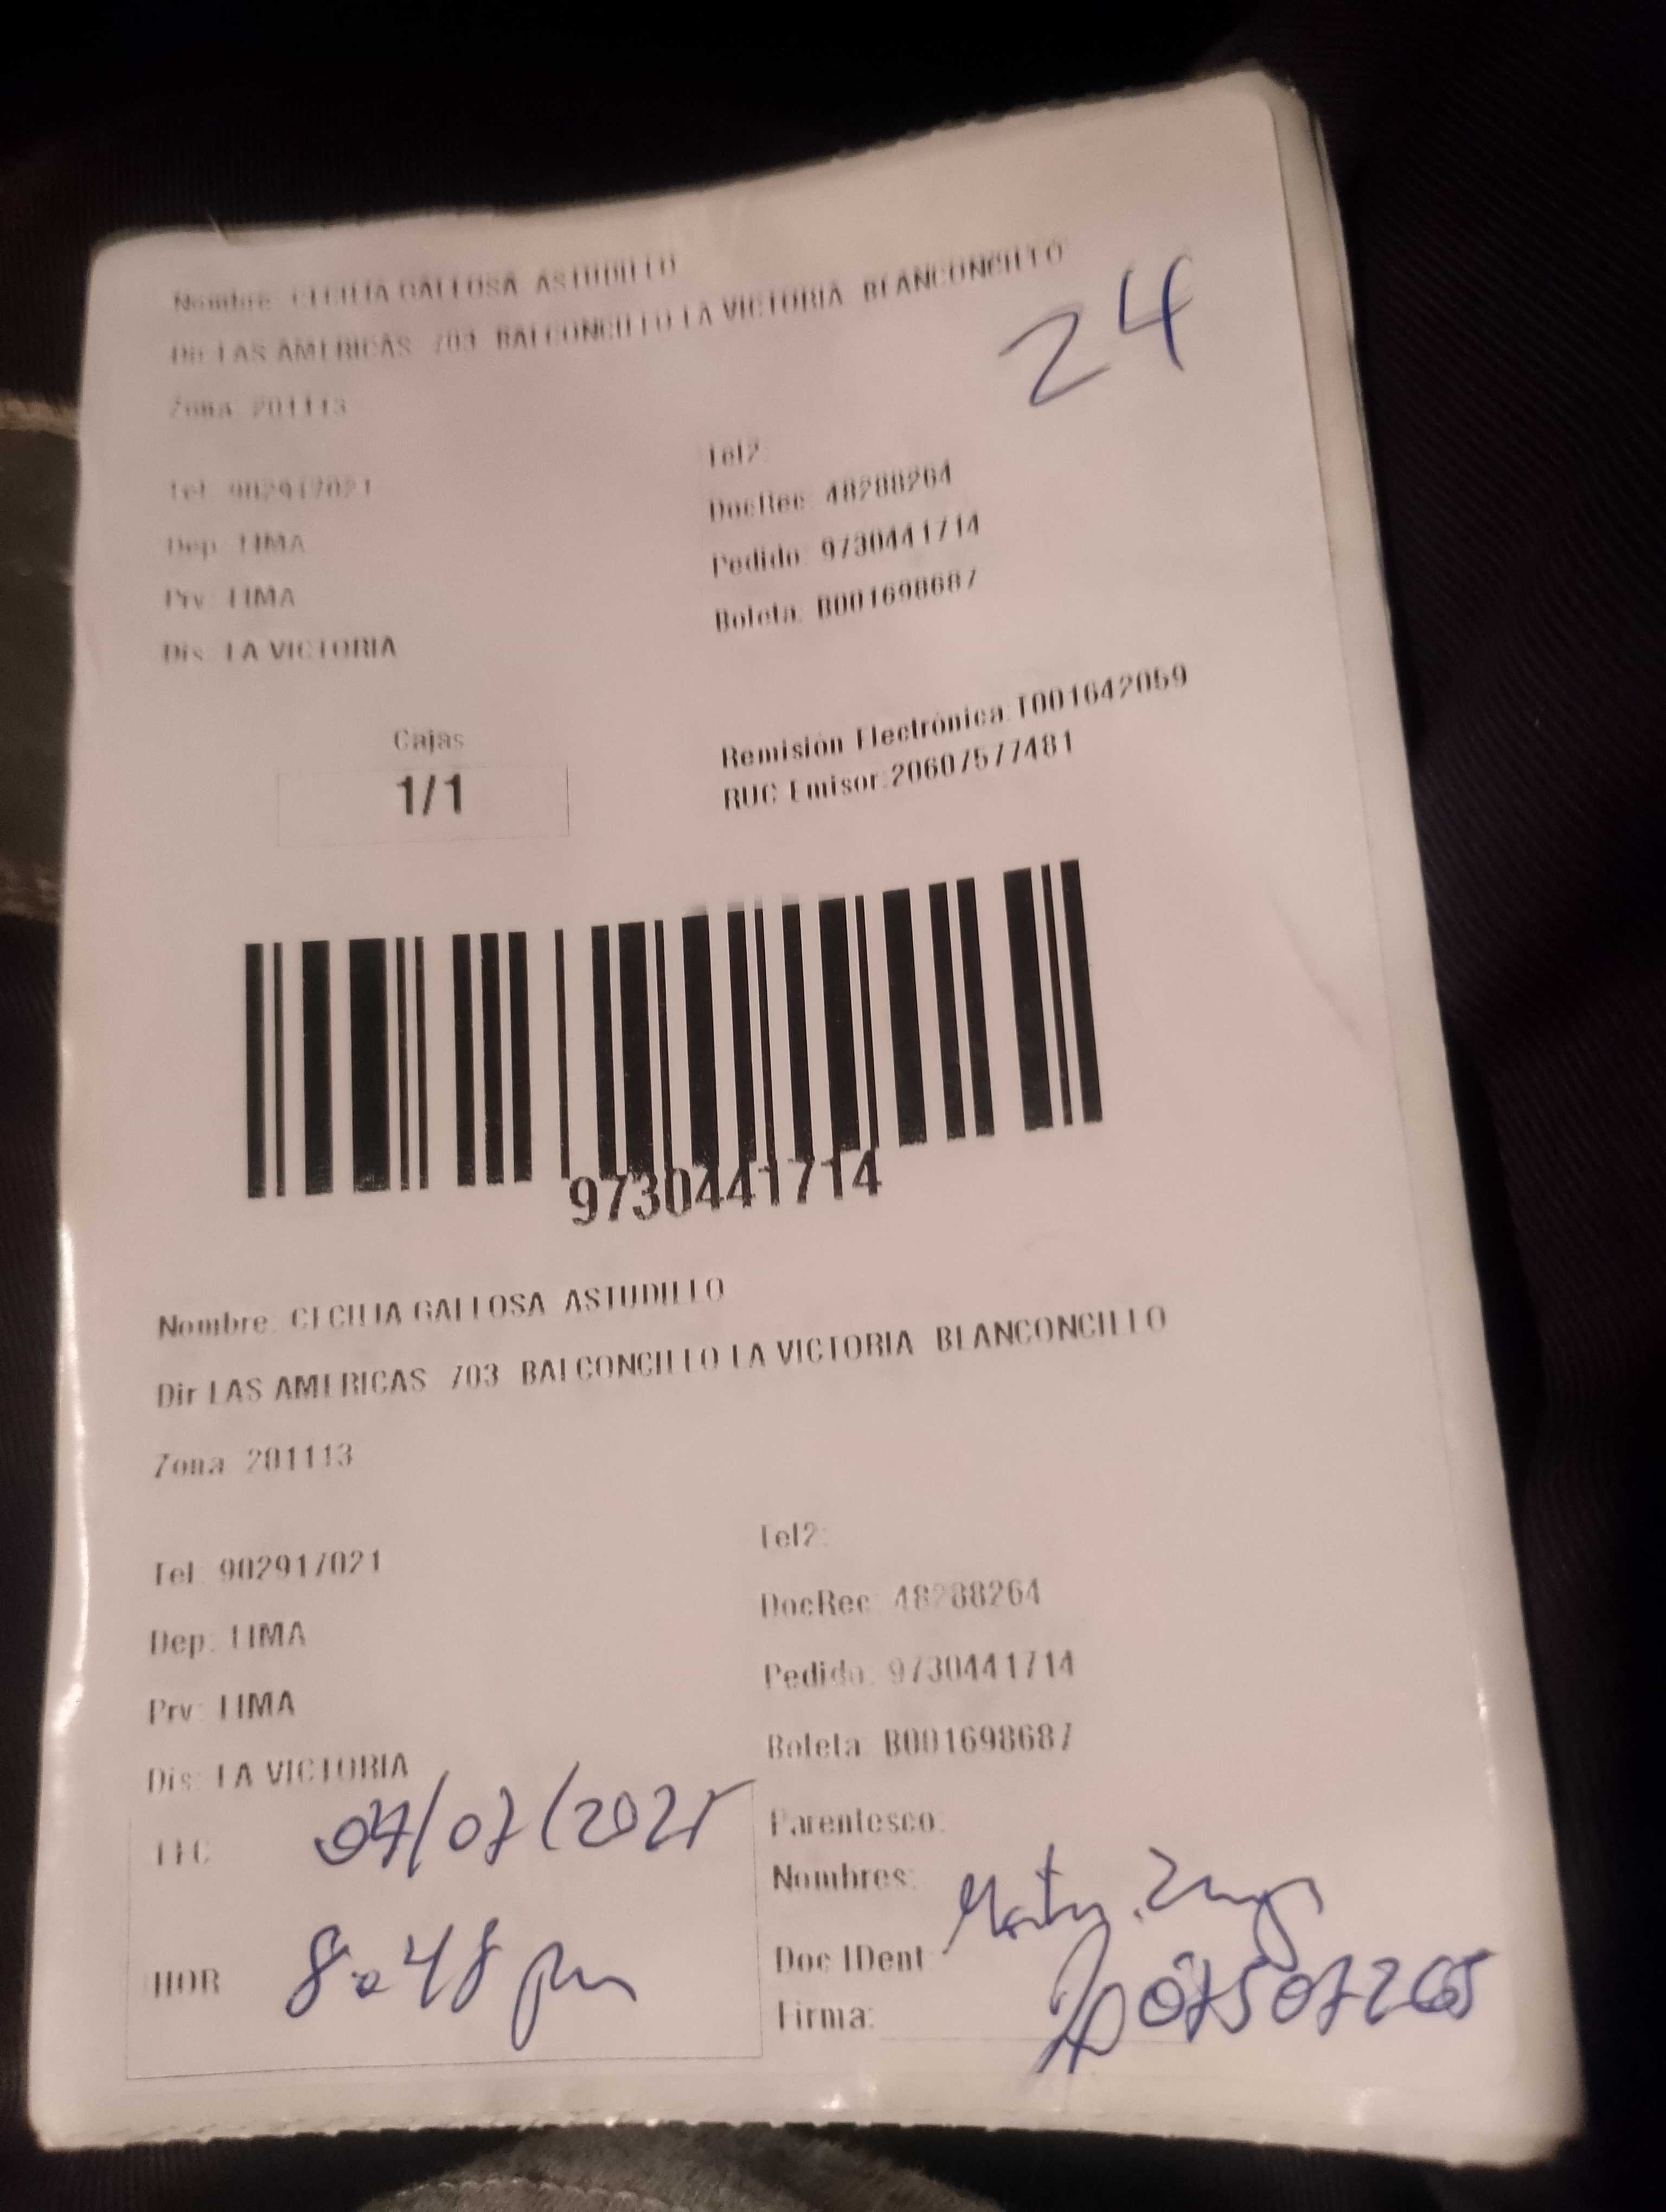 Nombre: CECILIA GALLOSA ASTUDILLO
Dir LAS AMERICAS 703 BALCONCILLO LA VICTORIA BLANCONCILLO
24
Zona: 201113
Tel: 902917021
Tel2:
Dep: LIMA
DocRec: 48288264
Prv: LIMA
Pedido: 9730441714
Dis: LA VICTORIA
Boleta: B001698687
Cajas
1/1
Remisión Electrónica:T001642059
RUC Emisor:20607577481
9730441714
Nombre: CECILIA GALLOSA ASTUDILLO
Dir LAS AMERICAS 703 BALCONCILLO LA VICTORIA BLANCONCILLO
Zona: 201113
Tel: 902917021
Tel2:
Dep: LIMA
DocRec: 48288264
Prv: LIMA
Pedido: 9730441714
Dis: LA VICTORIA
Boleta: B001698687
FEC 07/07/2025
Parentesco:
Nombres:
HOR 8:48 pm
Doc IDent:
Firma: 07507265